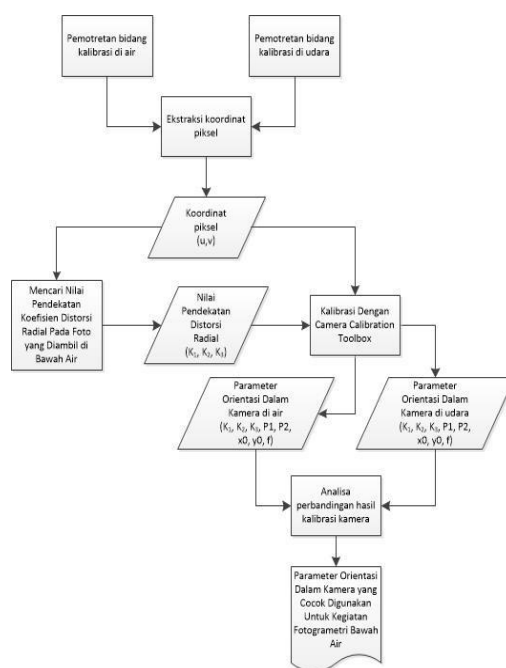 Pemotretan bidang
kalibrasi di air
Pemotretan bidang
kalibrasi di udara
Ekstraksi koordinat
piksel
Koordinat
piksel
(u,v)
Mencari Nilai
Pendekatan
Koefisien Distorsi
Radial Pada Foto
yang Diambil di
Bawah Air
Nilai
Pendekatan
Distorsi
Radial
(K₁, K₂, K₃)
Kalibrasi Dengan
Camera Calibration
Toolbox
Parameter
Orientasi Dalam
Kamera di air
(K₁, K₂, K₃, P1, P2,
x0, y0, f)
Parameter
Orientasi Dalam
Kamera di udara
(K₁, K₂, K₃, P1, P2,
x0, y0, f)
Analisa
perbandingan hasil
kalibrasi kamera
Parameter Orientasi
Dalam Kamera yang
Cocok Digunakan
Untuk Kegiatan
Fotogrametri Bawah
Air